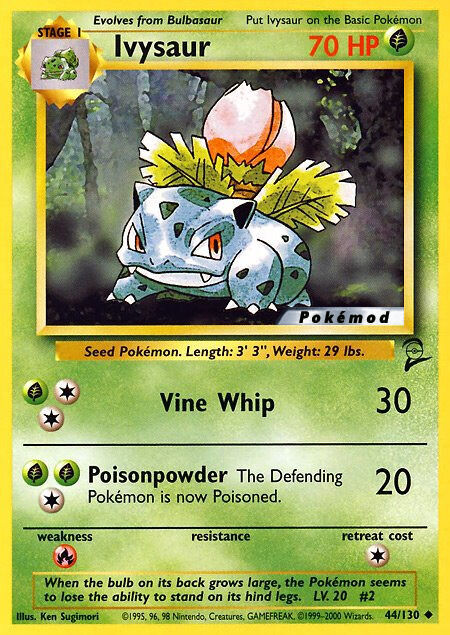 Evolves from Bulbasaur Put Ivysaur on the Basic Pokémon
STAGE 1
Ivysaur 70 HP
Pokémod
Seed Pokémon. Length: 3' 3", Weight: 29 lbs.
Vine Whip 30
Poisonpowder The Defending
Pokémon is now Poisoned. 20
weakness resistance retreat cost
When the bulb on its back grows large, the Pokémon seems
to lose the ability to stand on its hind legs. LV. 20 #2
Illus. Ken Sugimori ©1995, 96, 98 Nintendo, Creatures, GAMEFREAK. ©1999-2000 Wizards. 44/130